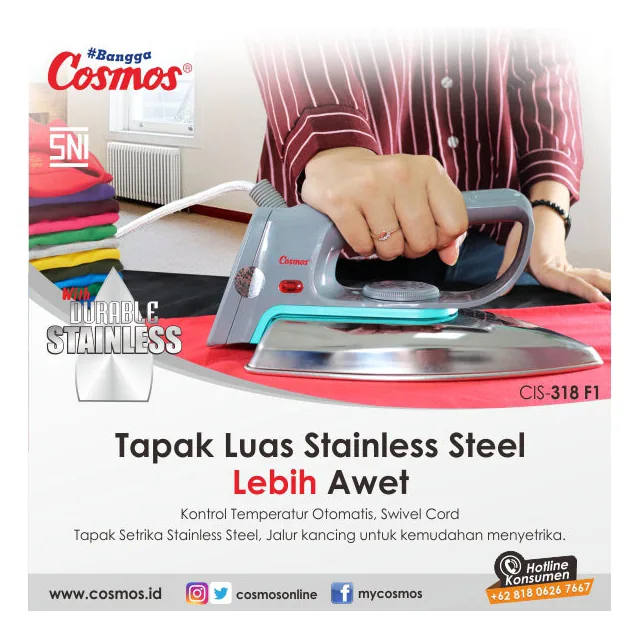 #Bangga
Cosmos®
SNI
With
DURABLE
STAINLESS
Cosmos
CIS-318 F1
Tapak Luas Stainless Steel
Lebih Awet
Kontrol Temperatur Otomatis, Swivel Cord
Tapak Setrika Stainless Steel, Jalur kancing untuk kemudahan menyetrika.
www.cosmos.id
cosmosonline
mycosmos
Hotline
Konsumen
+62 818 0626 7667